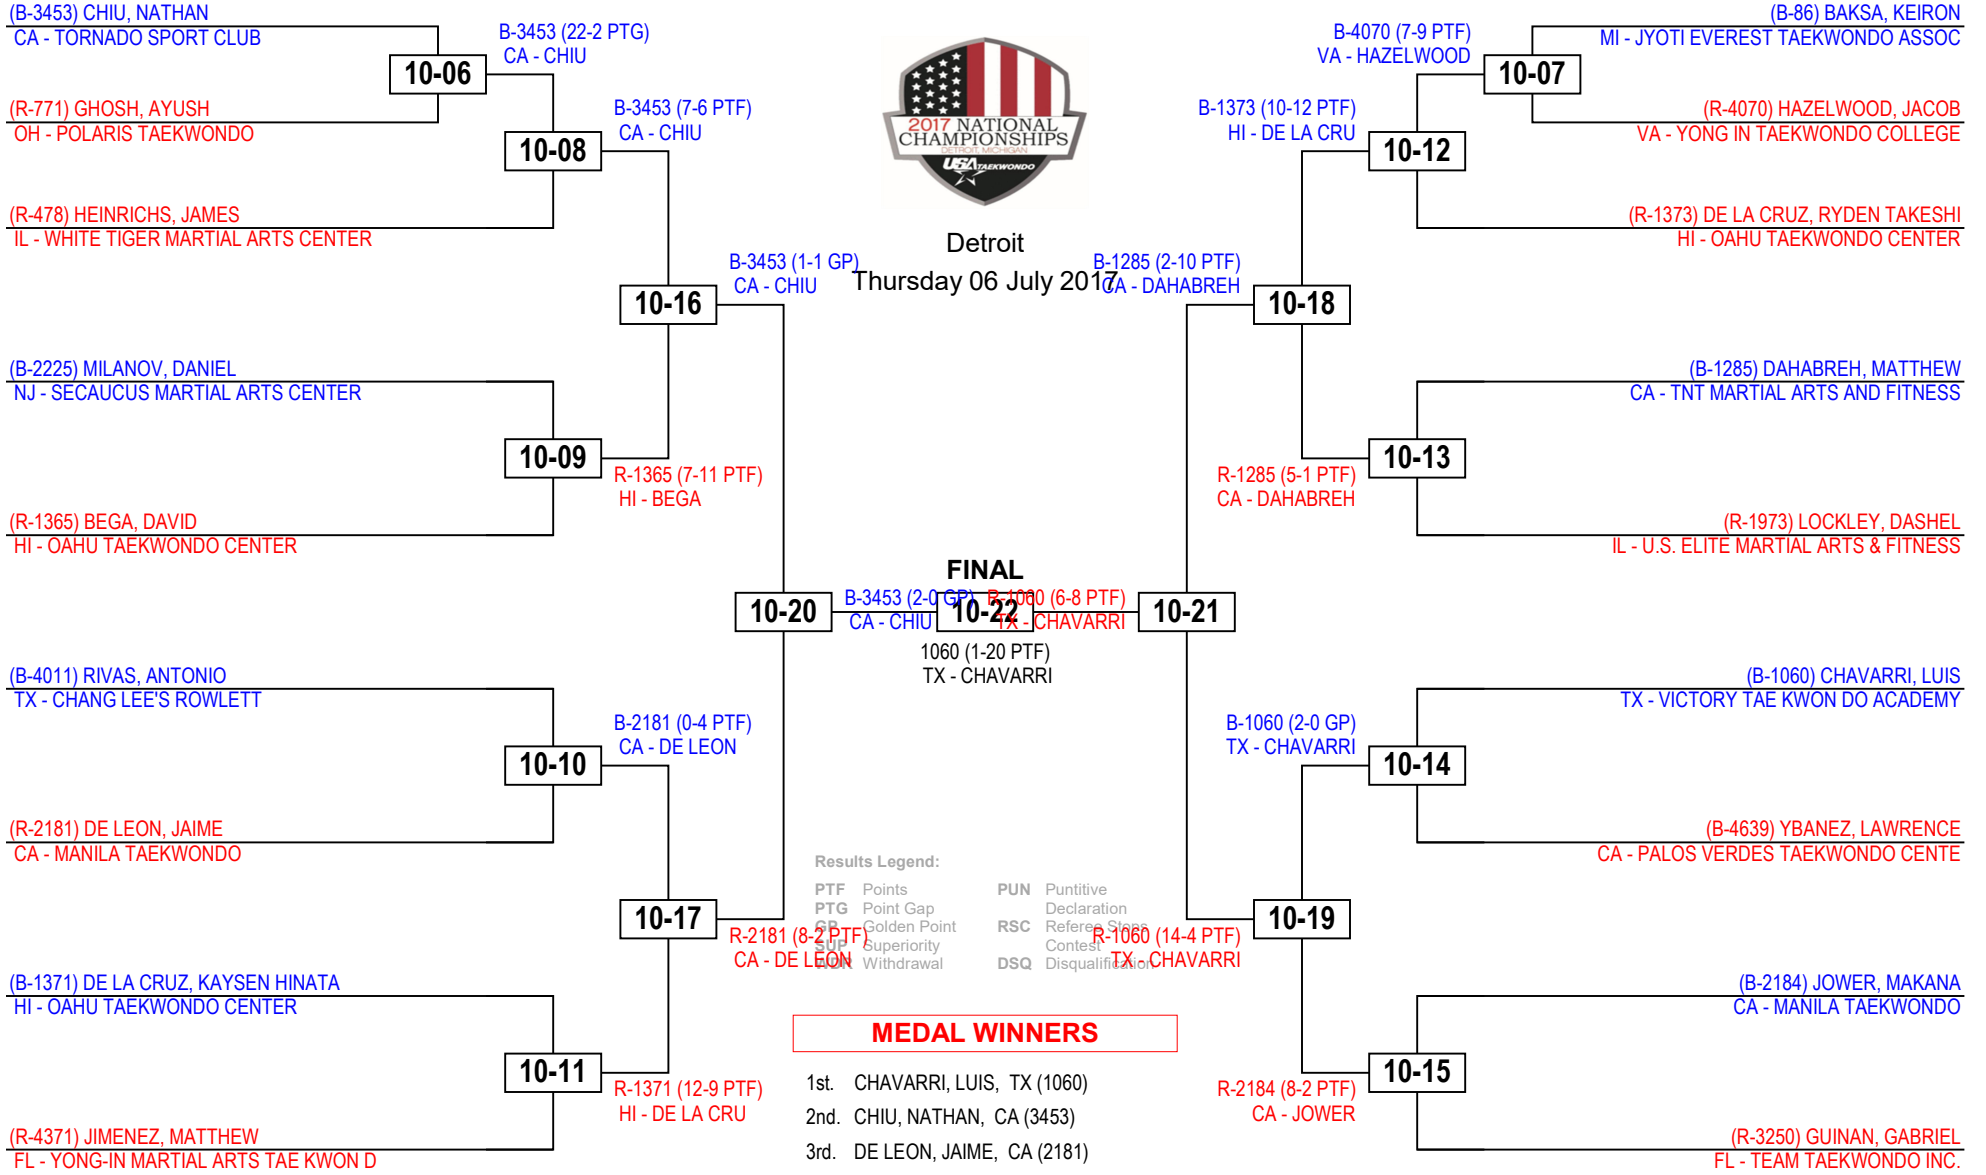 (B-3453) CHIU, NATHAN
CA - TORNADO SPORT CLUB
10-06
(R-771) GHOSH, AYUSH
OH - POLARIS TAEKWONDO
B-3453 (22-2 PTG)
CA - CHIU
10-08
(R-478) HEINRICHS, JAMES
IL - WHITE TIGER MARTIAL ARTS CENTER
B-3453 (7-6 PTF)
CA - CHIU
10-16
(B-2225) MILANOV, DANIEL
NJ - SECAUCUS MARTIAL ARTS CENTER
10-09
R-1365 (7-11 PTF)
HI - BEGA
(R-1365) BEGA, DAVID
HI - OAHU TAEKWONDO CENTER
B-3453 (1-1 GP)
CA - CHIU
10-20
(B-4011) RIVAS, ANTONIO
TX - CHANG LEE'S ROWLETT
B-2181 (0-4 PTF)
CA - DE LEON
10-10
(R-2181) DE LEON, JAIME
CA - MANILA TAEKWONDO
10-17
R-2181 (8-2 PTF)
CA - DE LEON
(B-1371) DE LA CRUZ, KAYSEN HINATA
HI - OAHU TAEKWONDO CENTER
10-11
R-1371 (12-9 PTF)
HI - DE LA CRU
(R-4371) JIMENEZ, MATTHEW
FL - YONG-IN MARTIAL ARTS TAE KWON D
2017 NATIONAL
CHAMPIONSHIPS
DETROIT, MICHIGAN
USA TAEKWONDO
Detroit
Thursday 06 July 2017
FINAL
B-3453 (2-0 GP)
CA - CHIU
10-22
R-1060 (6-8 PTF)
TX - CHAVARRI
1060 (1-20 PTF)
TX - CHAVARRI
Results Legend:
PTF Points
PTG Point Gap
GP Golden Point
SUP Superiority
WDR Withdrawal
PUN Puntitive
Declaration
RSC Referee Stops
Contest
DSQ Disqualification
MEDAL WINNERS
1st. CHAVARRI, LUIS, TX (1060)
2nd. CHIU, NATHAN, CA (3453)
3rd. DE LEON, JAIME, CA (2181)
(B-86) BAKSA, KEIRON
MI - JYOTI EVEREST TAEKWONDO ASSOC
10-07
B-4070 (7-9 PTF)
VA - HAZELWOOD
(R-4070) HAZELWOOD, JACOB
VA - YONG IN TAEKWONDO COLLEGE
B-1373 (10-12 PTF)
HI - DE LA CRU
10-12
(R-1373) DE LA CRUZ, RYDEN TAKESHI
HI - OAHU TAEKWONDO CENTER
B-1285 (2-10 PTF)
CA - DAHABREH
10-18
(B-1285) DAHABREH, MATTHEW
CA - TNT MARTIAL ARTS AND FITNESS
10-13
R-1285 (5-1 PTF)
CA - DAHABREH
(R-1973) LOCKLEY, DASHEL
IL - U.S. ELITE MARTIAL ARTS & FITNESS
10-21
(B-1060) CHAVARRI, LUIS
TX - VICTORY TAE KWON DO ACADEMY
B-1060 (2-0 GP)
TX - CHAVARRI
10-14
(B-4639) YBANEZ, LAWRENCE
CA - PALOS VERDES TAEKWONDO CENTE
10-19
R-1060 (14-4 PTF)
TX - CHAVARRI
(B-2184) JOWER, MAKANA
CA - MANILA TAEKWONDO
10-15
R-2184 (8-2 PTF)
CA - JOWER
(R-3250) GUINAN, GABRIEL
FL - TEAM TAEKWONDO INC.